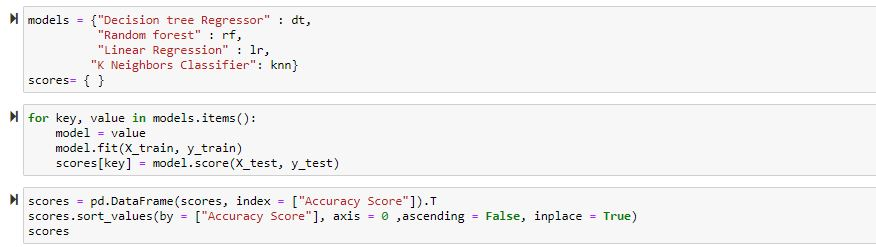 models = {"Decision tree Regressor" : dt,
          "Random forest" : rf,
          "Linear Regression" : lr,
         "K Neighbors Classifier": knn}
scores= { }
for key, value in models.items():
    model = value
    model.fit(X_train, y_train)
    scores[key] = model.score(X_test, y_test)
scores = pd.DataFrame(scores, index = ["Accuracy Score"]).T
scores.sort_values(by = ["Accuracy Score"], axis = 0 ,ascending = False, inplace = True)
scores